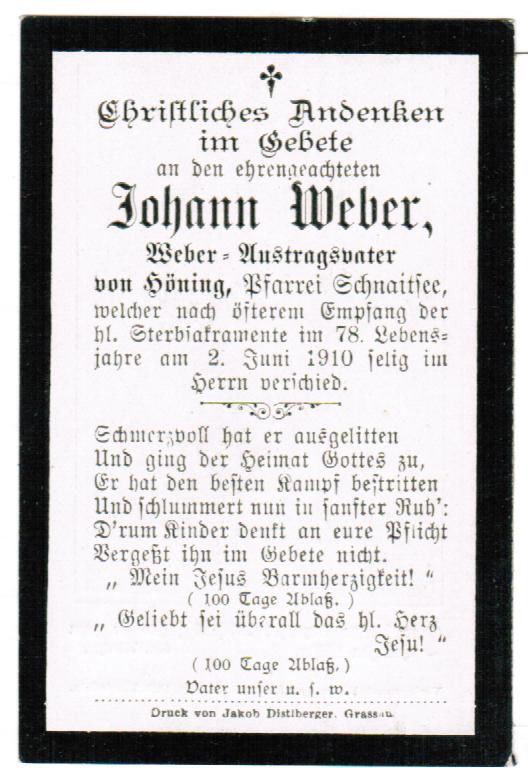 Christliches Andenken
im Gebete
an den ehrengeachteten
Johann Weber,
Weber-Austragsvater
von Höning, Pfarrei Schnaitsee,
welcher nach öfterem Empfang der
hl. Sterbsakramente im 78. Lebens-
jahre am 2. Juni 1910 selig im
Herrn verschied.
Schmerzvoll hat er ausgelitten
Und ging der Heimat Gottes zu,
Er hat den besten Kampf bestritten
Und schlummert nun in sanfter Ruh':
D'rum Kinder denkt an eure Pflicht
Vergeßt ihn im Gebete nicht.
„ Mein Jesus Barmherzigkeit! “
( 100 Tage Ablaß. )
„ Geliebt sei überall das hl. Herz
Jesu! “
( 100 Tage Ablaß. )
Vater unser u. s. w.
Druck von Jakob Distlberger, Grassau